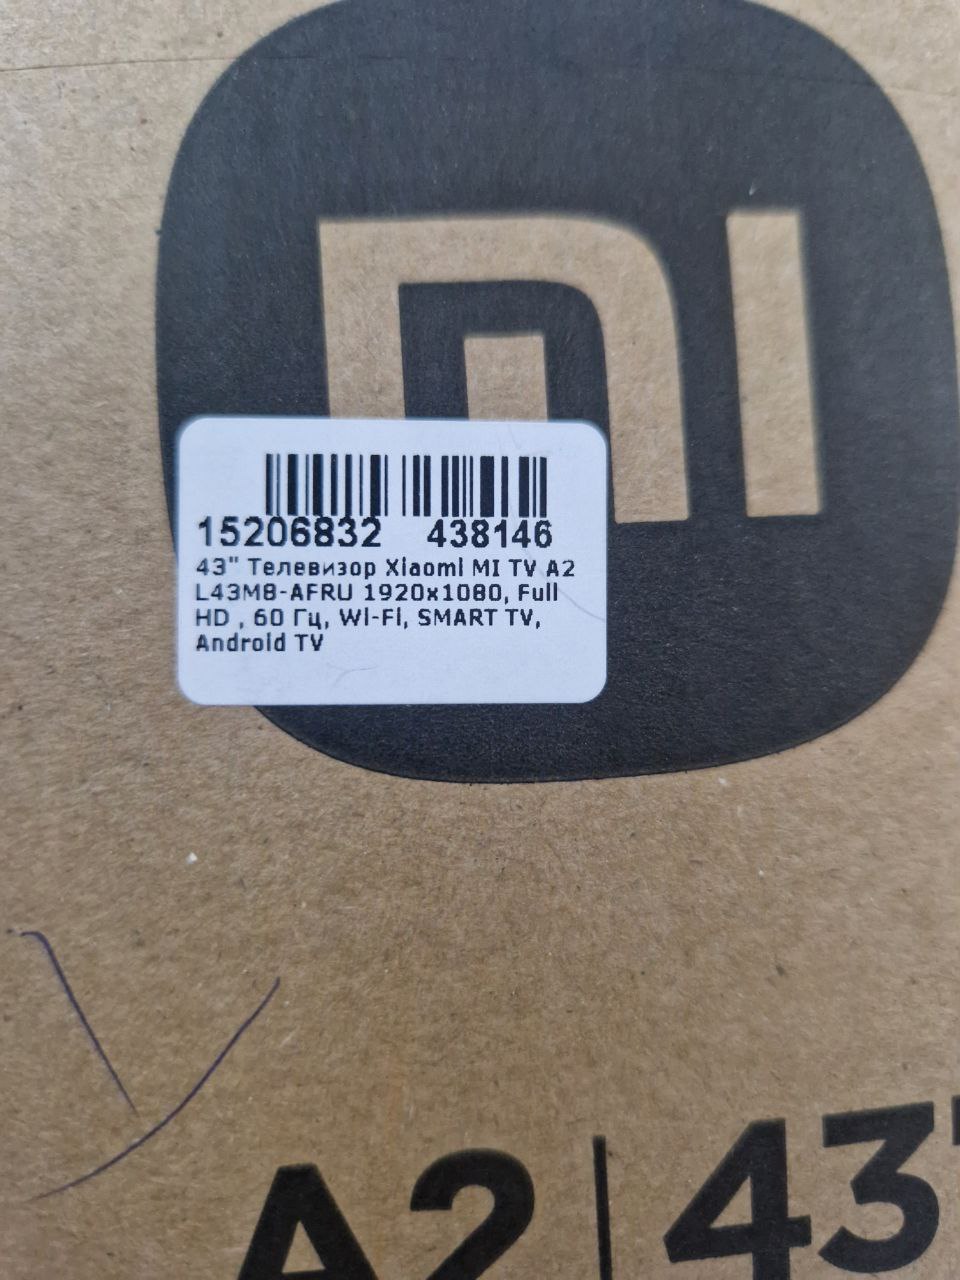 mi
15206832 438146
43" Телевизор Xiaomi MI TV A2
L43M8-AFRU 1920x1080, Full
HD , 60 Гц, Wi-Fi, SMART TV,
Android TV
A2 | 43"